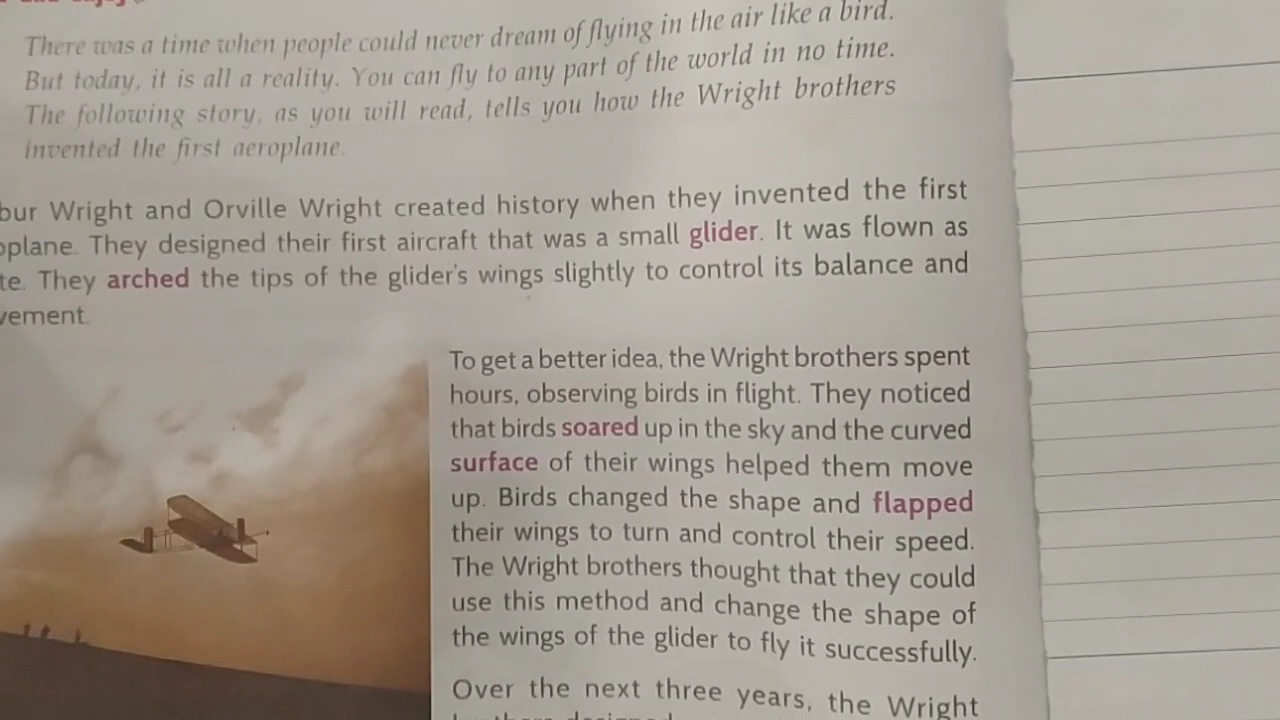 There was a time when people could never dream of flying in the air like a bird.
But today, it is all a reality. You can fly to any part of the world in no time.
The following story, as you will read, tells you how the Wright brothers
invented the first aeroplane.
bur Wright and Orville Wright created history when they invented the first
oplane. They designed their first aircraft that was a small glider. It was flown as
te. They arched the tips of the glider's wings slightly to control its balance and
vement.
To get a better idea, the Wright brothers spent
hours, observing birds in flight. They noticed
that birds soared up in the sky and the curved
surface of their wings helped them move
up. Birds changed the shape and flapped
their wings to turn and control their speed.
The Wright brothers thought that they could
use this method and change the shape of
the wings of the glider to fly it successfully.
Over the next three years, the Wright